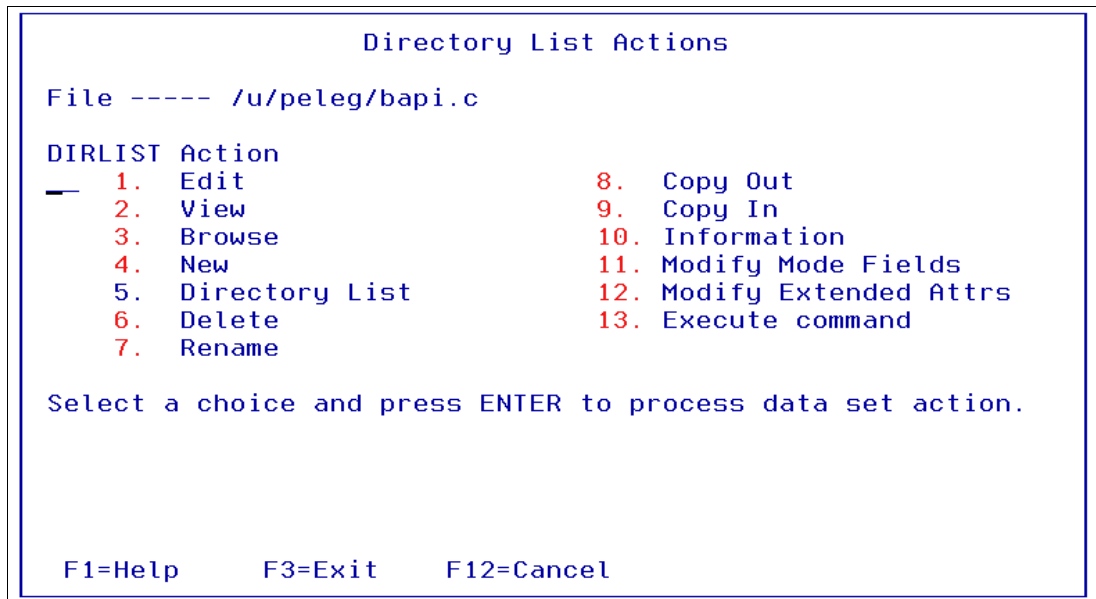 Directory List Actions
File ----- /u/peleg/bapi.c
DIRLIST Action
__ 1. Edit 8. Copy Out
2. View 9. Copy In
3. Browse 10. Information
4. New 11. Modify Mode Fields
5. Directory List 12. Modify Extended Attrs
6. Delete 13. Execute command
7. Rename
Select a choice and press ENTER to process data set action.
F1=Help F3=Exit F12=Cancel